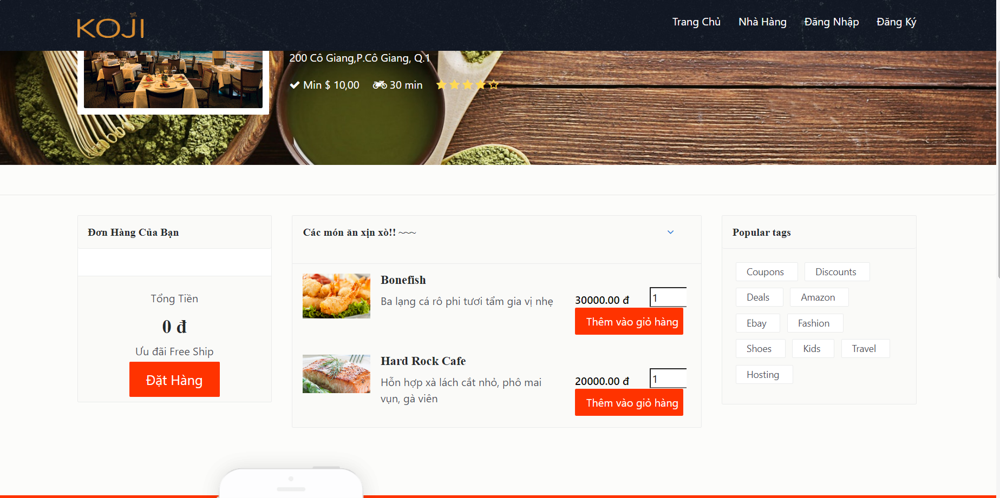 KOJI
Trang Chủ
Nhà Hàng
Đăng Nhập
Đăng Ký
200 Cô Giang,P.Cô Giang, Q.1
Min $ 10,00
30 min
Đơn Hàng Của Bạn
Tổng Tiền
0 đ
Ưu đãi Free Ship
Đặt Hàng
Các món ăn xịn xò!! ~~~
Bonefish
Ba lạng cá rô phi tươi tẩm gia vị nhẹ
30000.00 đ
1
Thêm vào giỏ hàng
Hard Rock Cafe
Hỗn hợp xà lách cắt nhỏ, phô mai
vụn, gà viên
20000.00 đ
1
Thêm vào giỏ hàng
Popular tags
Coupons
Discounts
Deals
Amazon
Ebay
Fashion
Shoes
Kids
Travel
Hosting